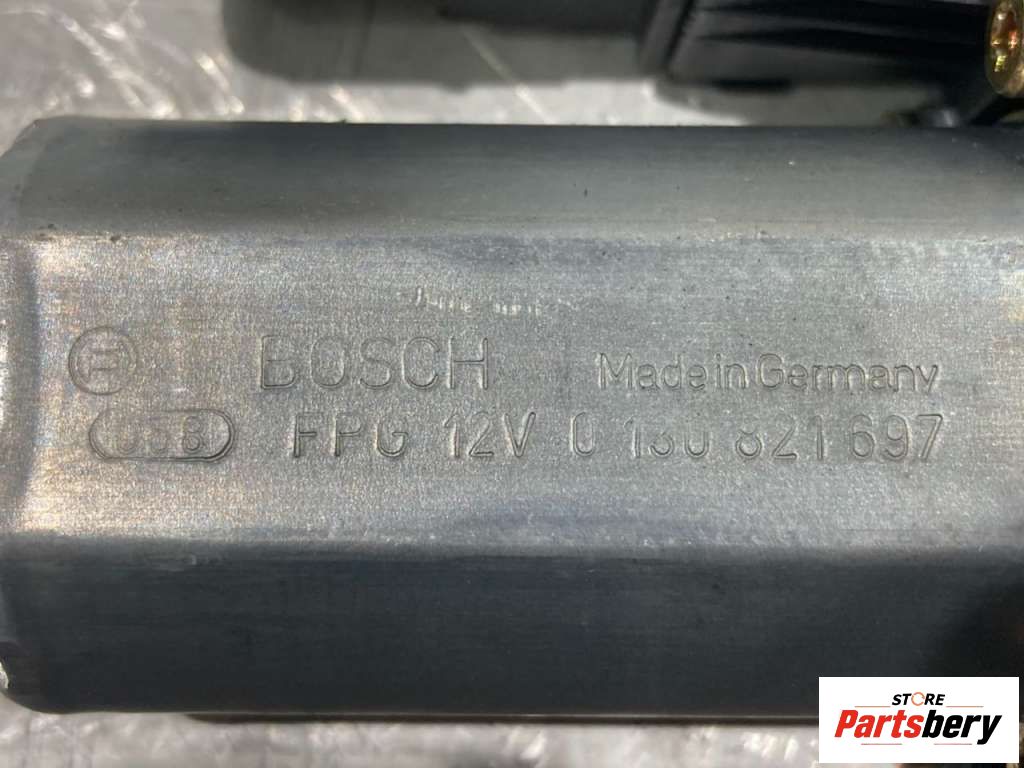 BOSCH Made in Germany
FPG 12V 0 130 821 697
STORE
Partsbery